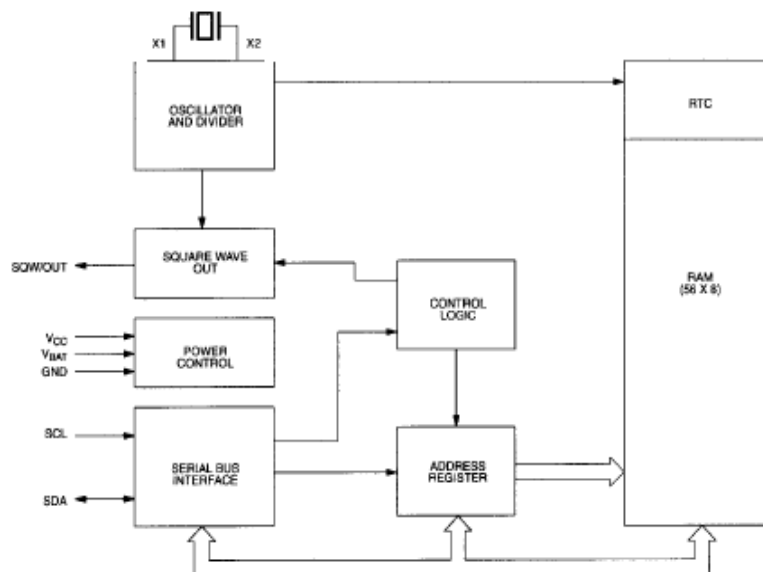 X1
X2
OSCILLATOR
AND DIVIDER
RTC
SQW/OUT
SQUARE WAVE
OUT
CONTROL
LOGIC
RAM
(56 X 8)
VCC
VBAT
GND
POWER
CONTROL
SCL
SDA
SERIAL BUS
INTERFACE
ADDRESS
REGISTER